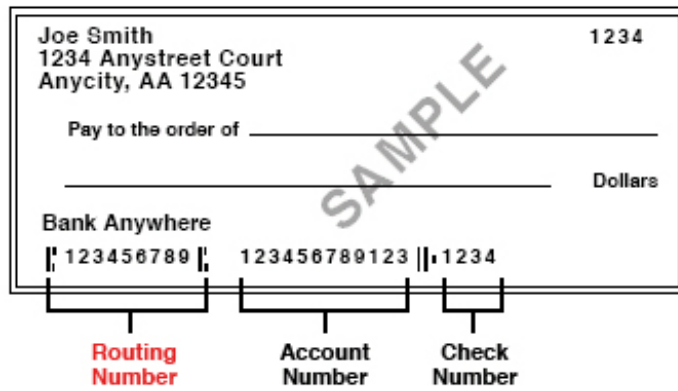 Joe Smith 1234
1234 Anystreet Court
Anycity, AA 12345
SAMPLE
Pay to the order of
Dollars
Bank Anywhere
123456789 123456789123 1234
Routing Account Check
Number Number Number